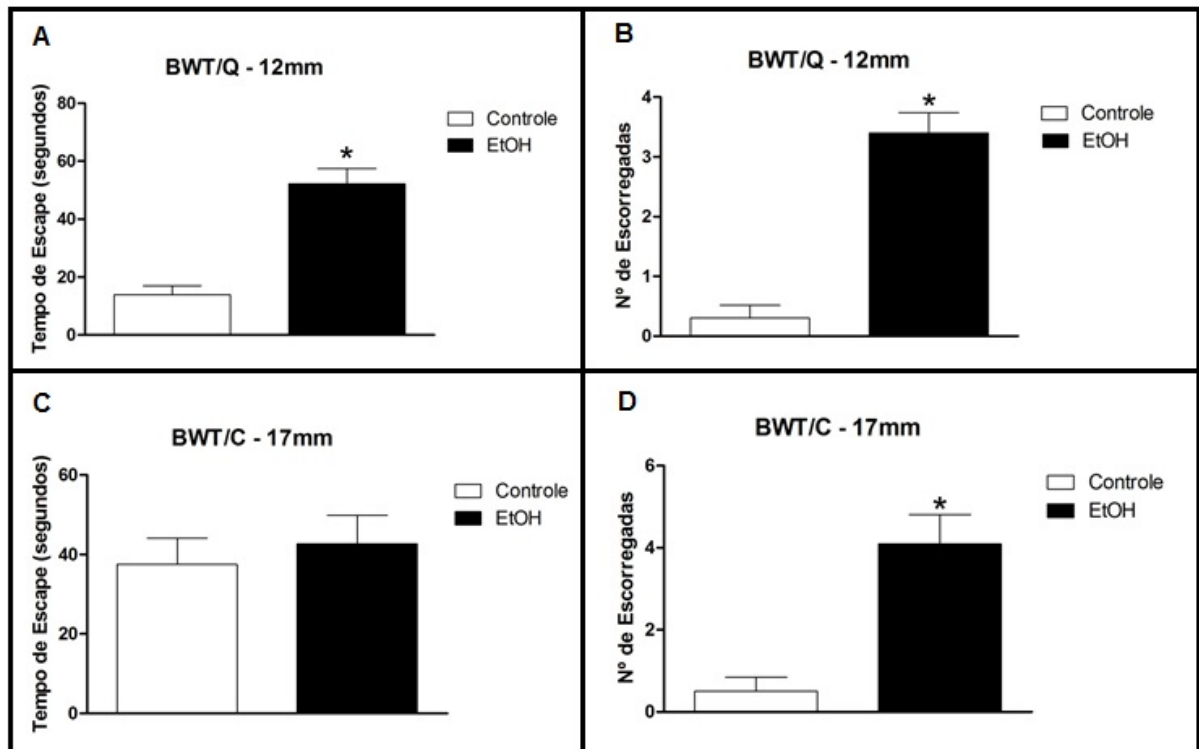 A
BWT/Q - 12mm
Tempo de Escape (segundos)
80
60
40
20
0
*
Controle
EtOH
B
BWT/Q - 12mm
Nº de Escorregadas
4
3
2
1
0
*
Controle
EtOH
C
BWT/C - 17mm
Tempo de Escape (segundos)
60
40
20
0
Controle
EtOH
D
BWT/C - 17mm
Nº de Escorregadas
6
4
2
0
*
Controle
EtOH